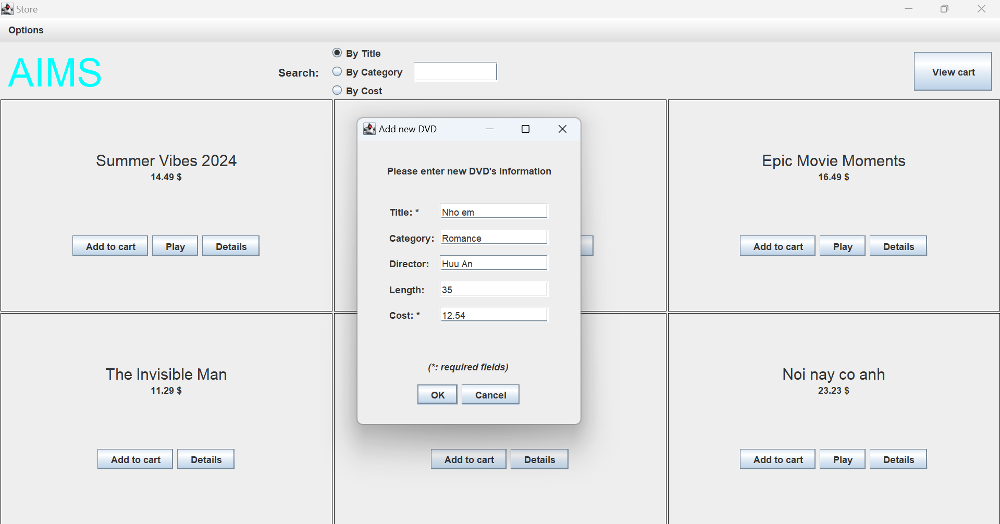 Store
Options
AIMS
Search:
By Title
By Category
By Cost
View cart
Summer Vibes 2024
14.49 $
Add to cart
Play
Details
Epic Movie Moments
16.49 $
Add to cart
Play
Details
The Invisible Man
11.29 $
Add to cart
Details
Add to cart
Details
Noi nay co anh
23.23 $
Add to cart
Play
Details
Add new DVD
Please enter new DVD's information
Title: * Nho em
Category: Romance
Director: Huu An
Length: 35
Cost: * 12.54
(*: required fields)
OK
Cancel